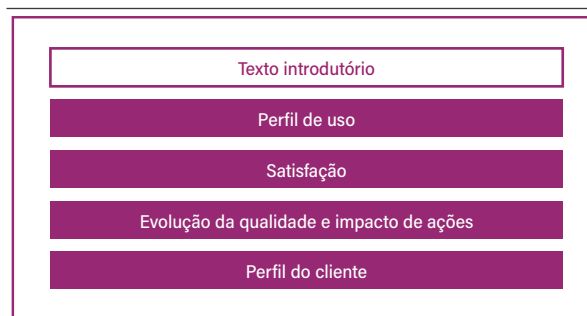 Texto introdutório
Perfil de uso
Satisfação
Evolução da qualidade e impacto de ações
Perfil do cliente